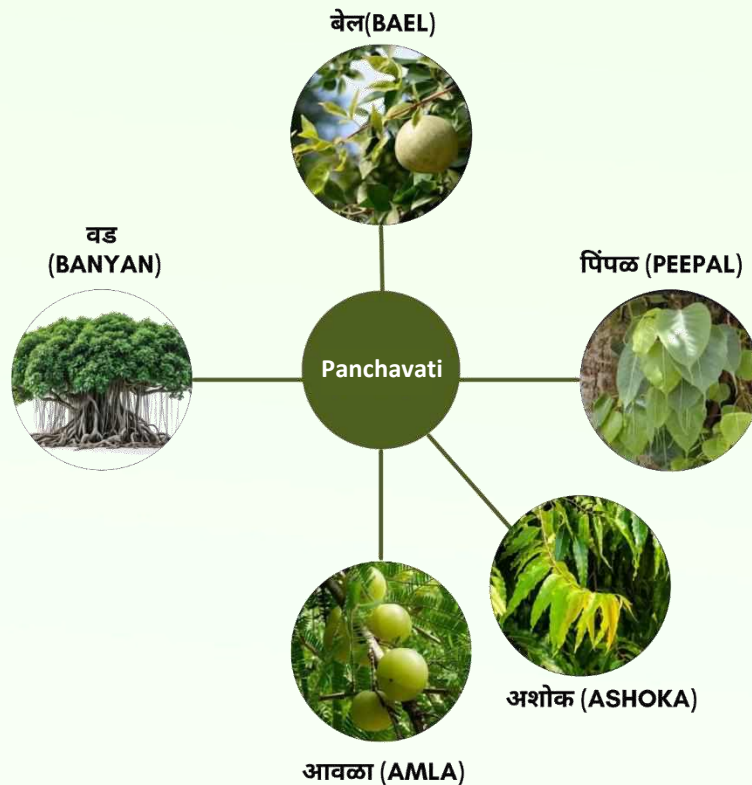 बेल(BAEL)
वड
(BANYAN)
पिंपळ (PEEPAL)
Panchavati
अशोक (ASHOKA)
आवळा (AMLA)